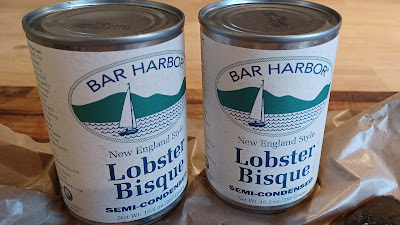 BAR HARBOR
New England Style
Lobster
Bisque
SEMI-CONDENSED
BAR HARBOR
New England Style
Lobster
Bisque
SEMI-CONDENSED